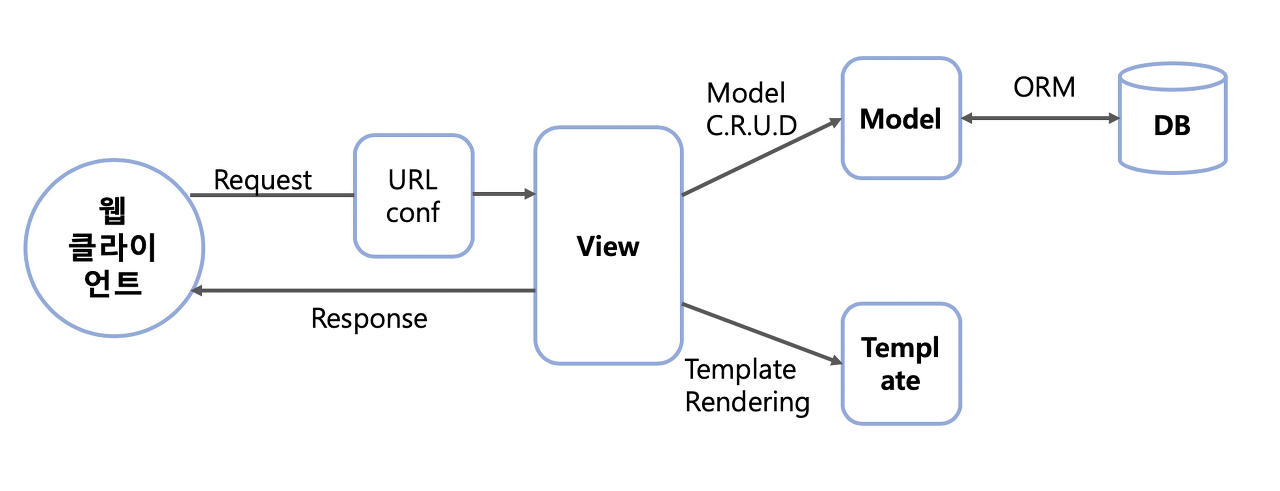 웹
클라이
언트
Request
URL
conf
Response
View
Model
C.R.U.D
Model
ORM
DB
Template
Rendering
Templ
ate